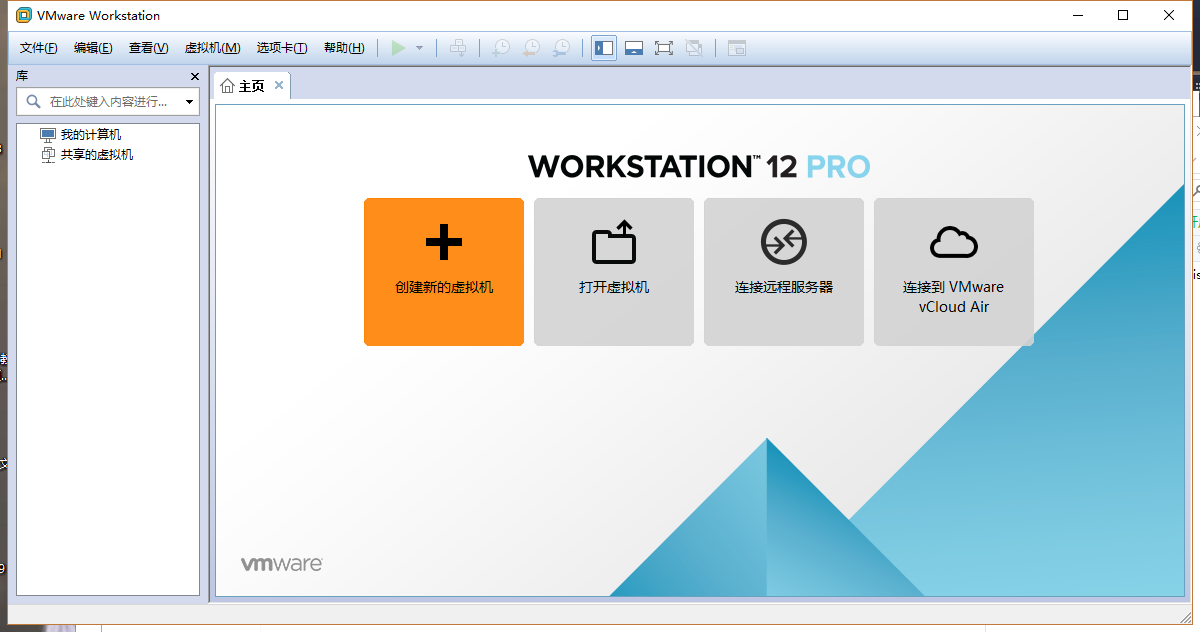 VMware Workstation
文件(F) 编辑(E) 查看(V) 虚拟机(M) 选项卡(T) 帮助(H)
库
主页
在此处键入内容进行...
我的计算机
共享的虚拟机
WORKSTATION™ 12 PRO
创建新的虚拟机
打开虚拟机
连接远程服务器
连接到 VMware
vCloud Air
vmware